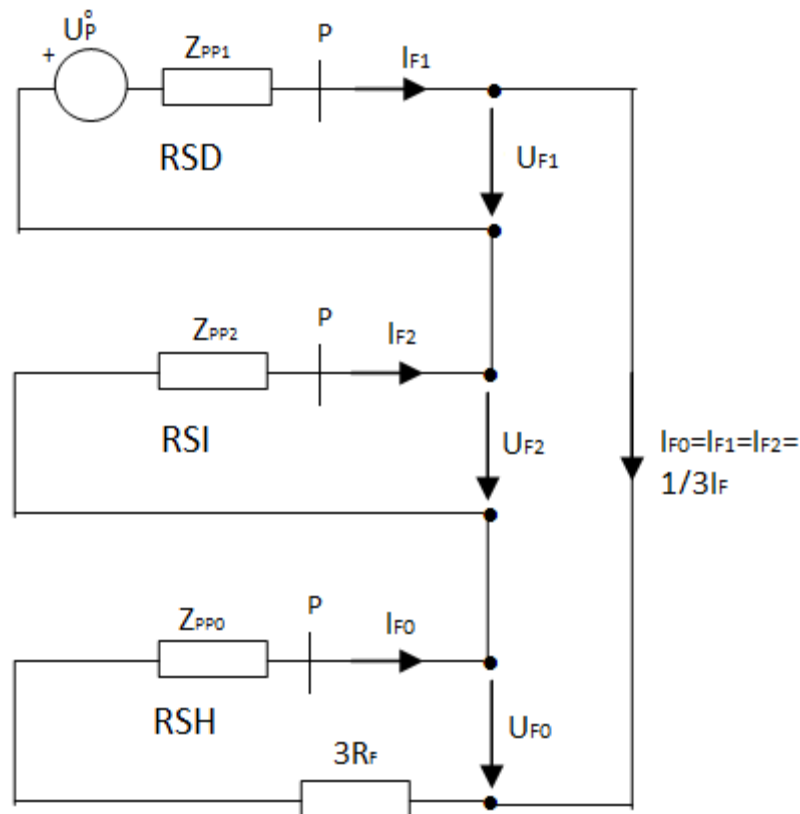 U°P
+
ZPP1
P
IF1
RSD
UF1
ZPP2
P
IF2
RSI
UF2
IF0=IF1=IF2=
1/3IF
ZPP0
P
IF0
RSH
UF0
3RF